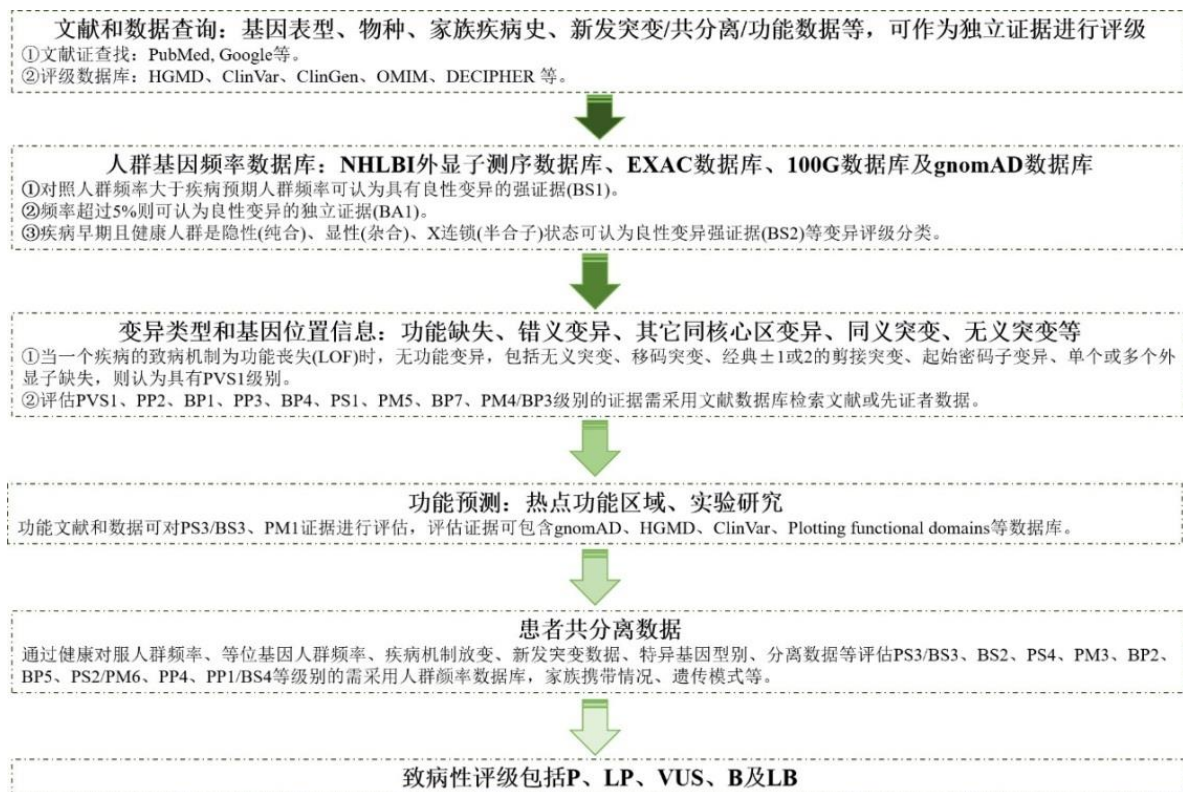 文献和数据查询：基因表型、物种、家族疾病史、新发突变/共分离/功能数据等，可作为独立证据进行评级
①文献证查找：PubMed, Google等。
②评级数据库：HGMD、ClinVar、ClinGen、OMIM、DECIPHER 等。
人群基因频率数据库：NHLBI外显子测序数据库、EXAC数据库、100G数据库及gnomAD数据库
①对照人群频率大于疾病预期人群频率可认为具有良性变异的强证据(BS1)。
②频率超过5%则可认为良性变异的独立证据(BA1)。
③疾病早期且健康人群是隐性(纯合)、显性(杂合)、X连锁(半合子)状态可认为良性变异强证据(BS2)等变异评级分类。
变异类型和基因位置信息：功能缺失、错义变异、其它同核心区变异、同义突变、无义突变等
①当一个疾病的致病机制为功能丧失(LOF)时，无功能变异，包括无义突变、移码突变、经典±1或2的剪接突变、起始密码子变异、单个或多个外
显子缺失，则认为具有PVS1级别。
②评估PVS1、PP2、BP1、PP3、BP4、PS1、PM5、BP7、PM4/BP3级别的证据需采用文献数据库检索文献或先证者数据。
功能预测：热点功能区域、实验研究
功能文献和数据可对PS3/BS3、PM1证据进行评估，评估证据可包含gnomAD、HGMD、ClinVar、Plotting functional domains等数据库。
患者共分离数据
通过健康对服人群频率、等位基因人群频率、疾病机制放变、新发突变数据、特异基因型别、分离数据等评估PS3/BS3、BS2、PS4、PM3、BP2、
BP5、PS2/PM6、PP4、PP1/BS4等级别的需采用人群颜率数据库，家族携带情况、遗传模式等。
致病性评级包括P、LP、VUS、B及LB